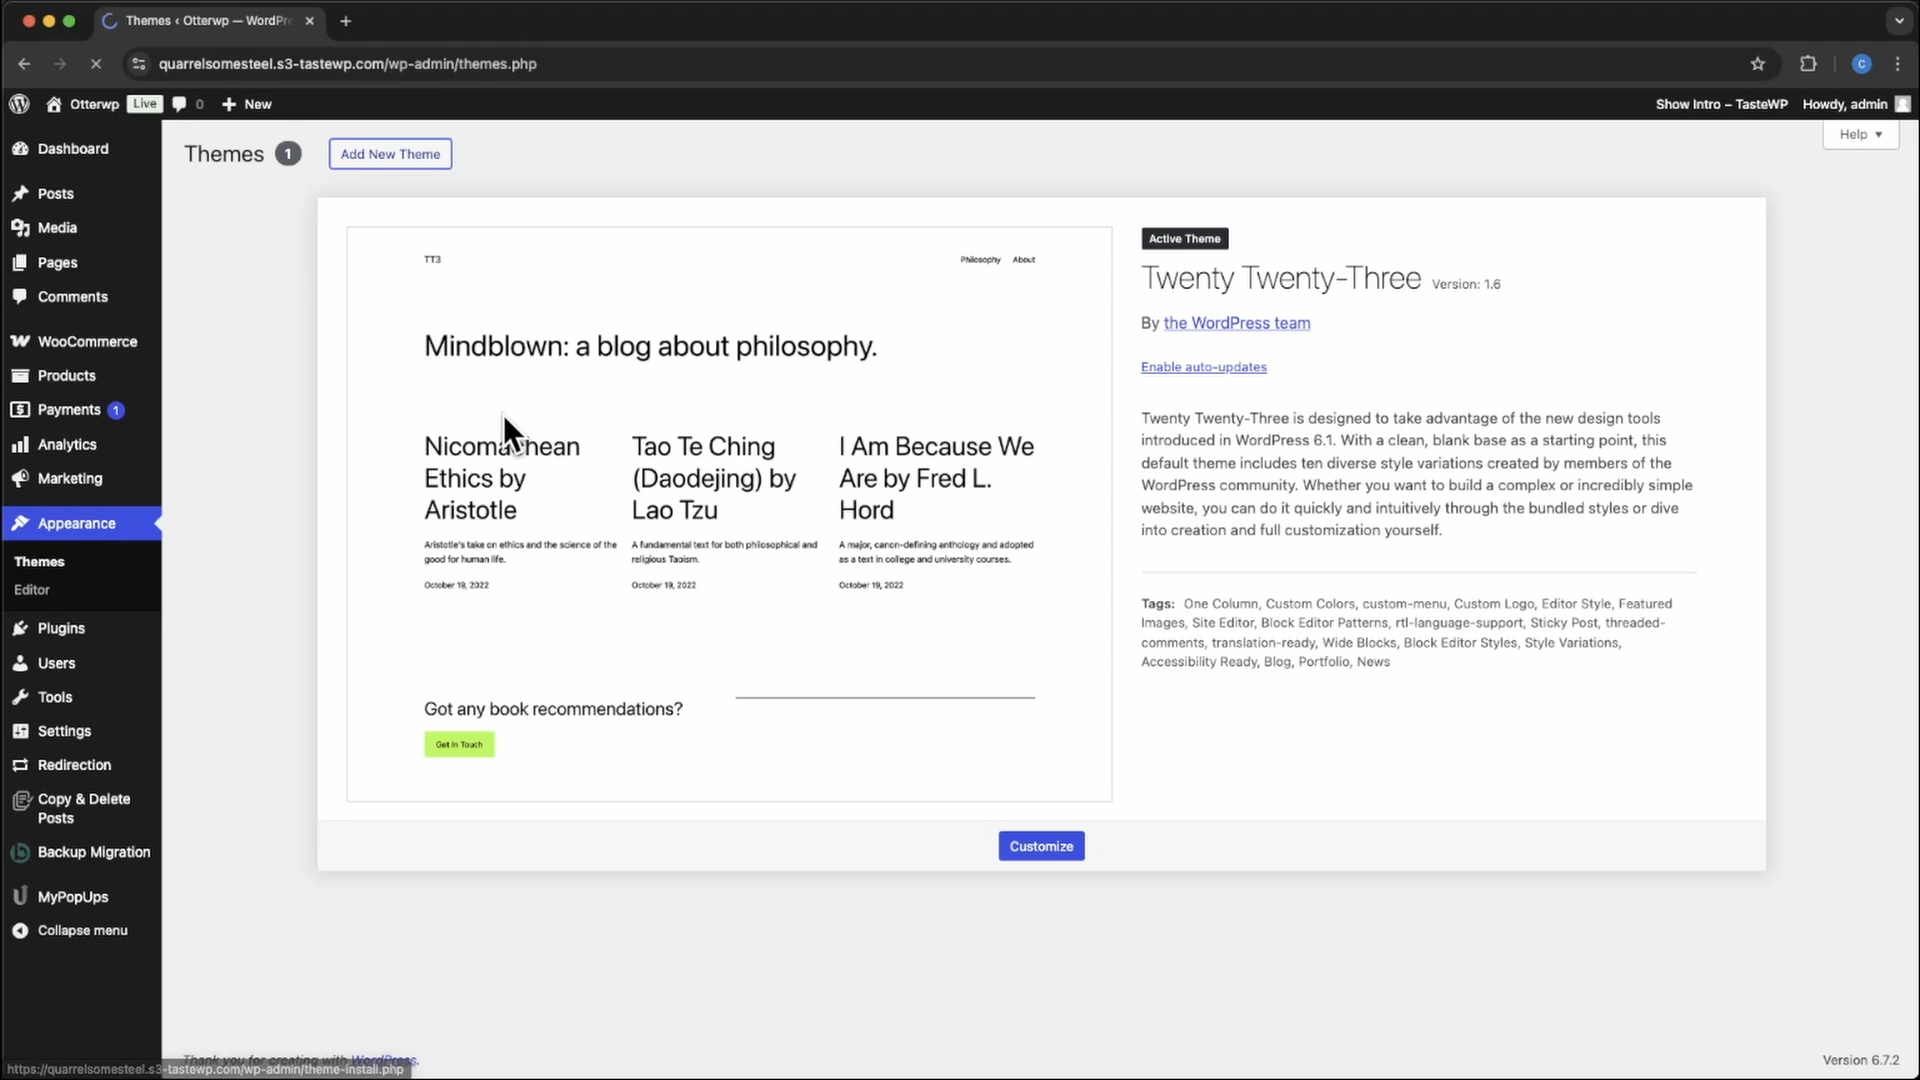 Themes ‹ Otterwp — WordPr
quarrelsomesteel.s3-tastewp.com/wp-admin/themes.php
C
Otterwp Live 0 New
Show Intro – TasteWP Howdy, admin
Help
Dashboard
Posts
Media
Pages
Comments
WooCommerce
Products
Payments 1
Analytics
Marketing
Appearance
Themes
Editor
Plugins
Users
Tools
Settings
Redirection
Copy & Delete
Posts
Backup Migration
MyPopUps
Collapse menu
Themes 1 Add New Theme
TT3
Philosophy About
Mindblown: a blog about philosophy.
Ethics by
Aristotle
Aristotle's take on ethics and the science of the
good for human life.
October 19, 2022
Tao Te Ching
(Daodejing) by
Lao Tzu
A fundamental text for both philosophical and
religious Taoism.
October 19, 2022
I Am Because We
Are by Fred L.
Hord
A major, canon-defining anthology and adopted
as a text in college and university courses.
October 19, 2022
Got any book recommendations?
Get In Touch
Active Theme
Twenty Twenty-Three Version: 1.6
By the WordPress team
Enable auto-updates
Twenty Twenty-Three is designed to take advantage of the new design tools
introduced in WordPress 6.1. With a clean, blank base as a starting point, this
default theme includes ten diverse style variations created by members of the
WordPress community. Whether you want to build a complex or incredibly simple
website, you can do it quickly and intuitively through the bundled styles or dive
into creation and full customization yourself.
Tags: One Column, Custom Colors, custom-menu, Custom Logo, Editor Style, Featured
Images, Site Editor, Block Editor Patterns, rtl-language-support, Sticky Post, threaded-
comments, translation-ready, Wide Blocks, Block Editor Styles, Style Variations,
Accessibility Ready, Blog, Portfolio, News
Customize
Thank you for creating with WordPress.
Version 6.7.2
https://quarrelsomesteel.s3-tastewp.com/wp-admin/theme-install.php